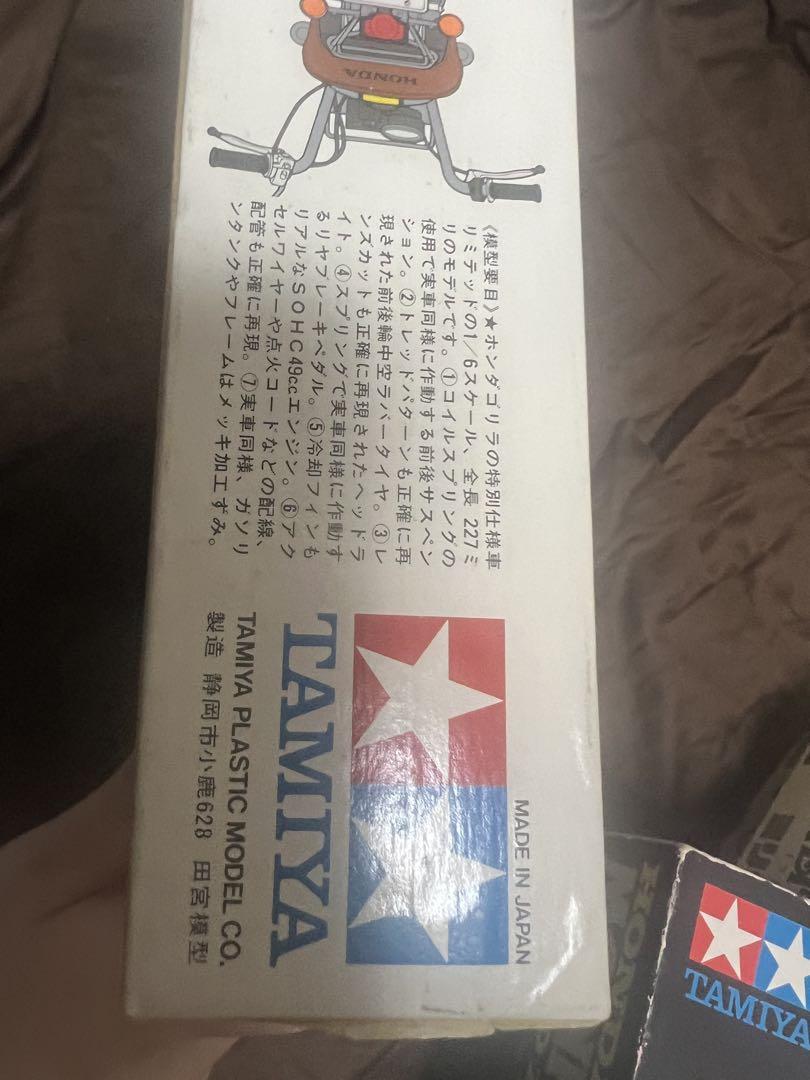 HONDA
《模型要目》★ホンダゴリラの特別仕様車
リミテッドの1/6スケール、全長 227ミ
リのモデルです。①コイルスプリングの
使用で実車同様に作動する前後サスペン
ション。②トレッドパターンも正確に再
現された前後輪中空ラバータイヤ。③レ
ンズカットも正確に再現されたヘッドラ
イト。④スプリングで実車同様に作動す
るリヤブレーキペダル。⑤冷却フィンも
リアルなSOHC49ccエンジン。⑥アク
セルワイヤーや点火コードなどの配線、
配管も正確に再現。⑦実車同様、ガソリ
ンタンクやフレームはメッキ加工ずみ。
MADE IN JAPAN
TAMIYA
TAMIYA PLASTIC MODEL CO.
製造 静岡市小鹿628 田宮模型
TAMIYA